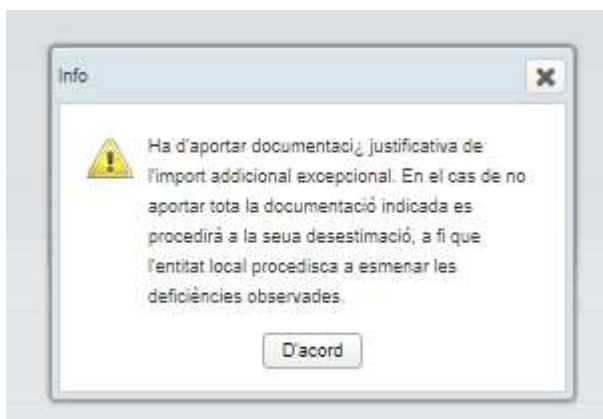 Info
Ha d'aportar documentaci¿ justificativa de
l'import addicional excepcional. En el cas de no
aportar tota la documentació indicada es
procedirà a la seua desestimació, a fi que
l'entitat local procedisca a esmenar les
deficiències observades.
D'acord